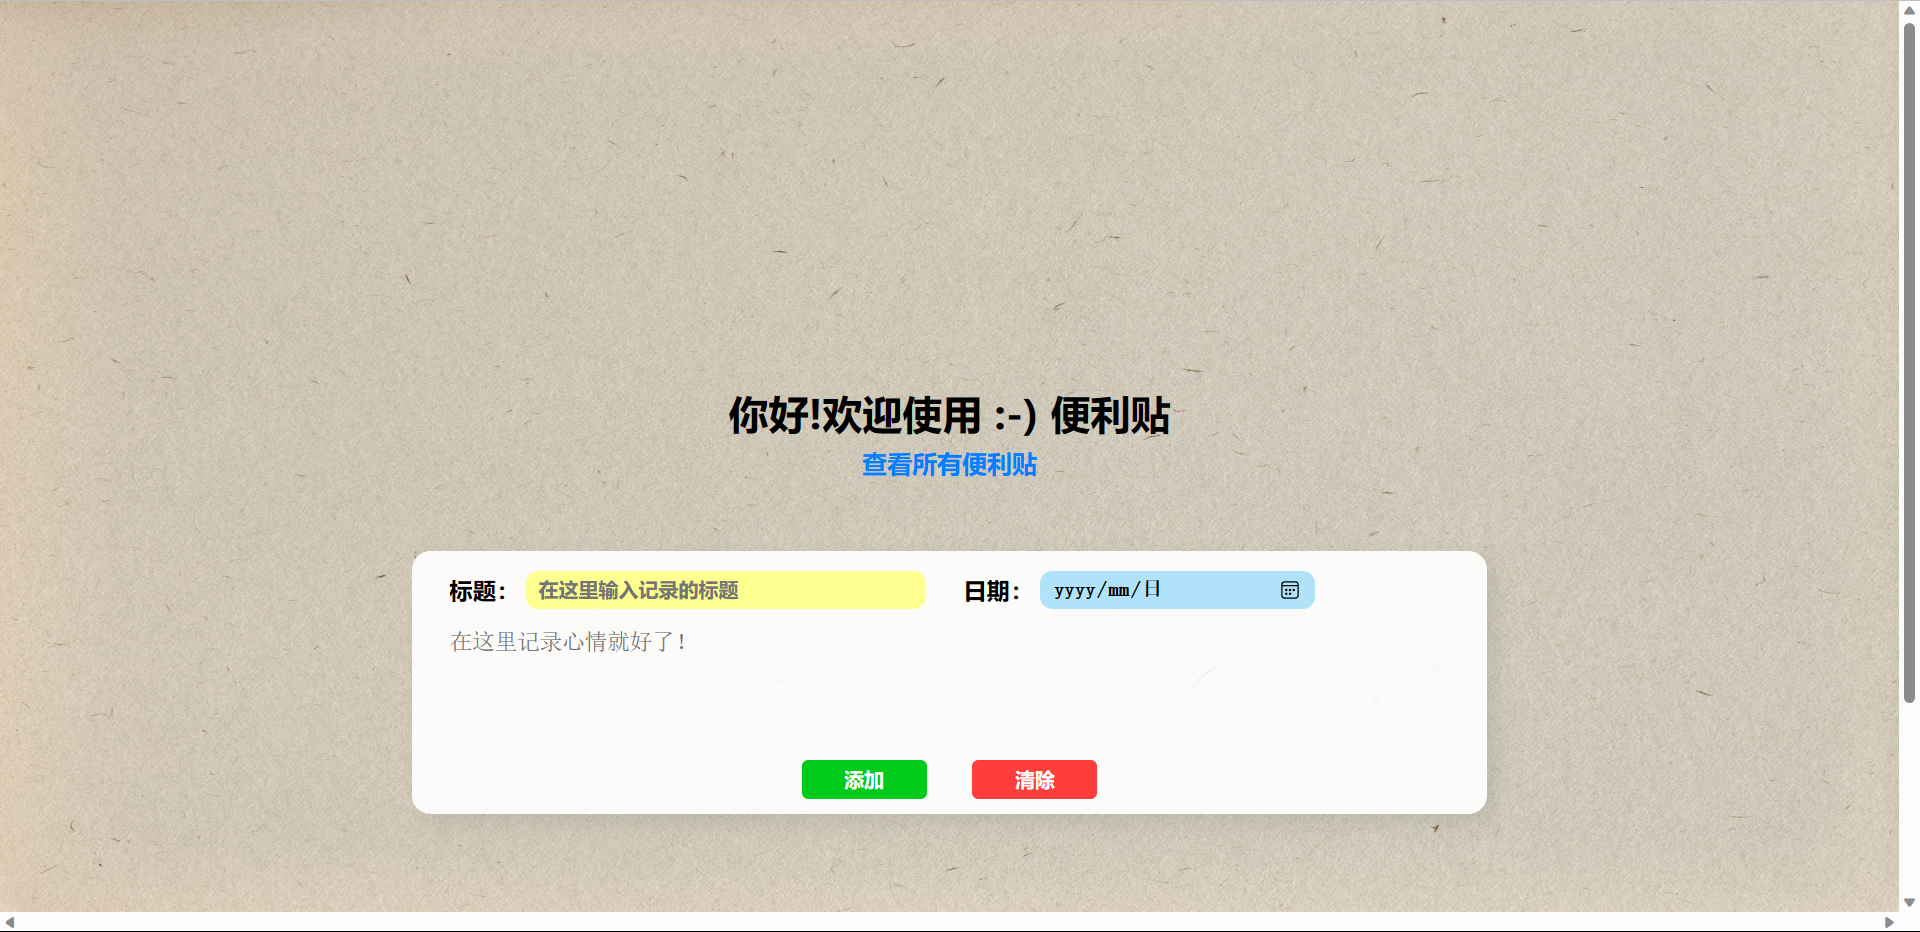 你好!欢迎使用 :-) 便利贴
查看所有便利贴
标题： 在这里输入记录的标题 日期： yyyy/mm/日
在这里记录心情就好了！
添加 清除